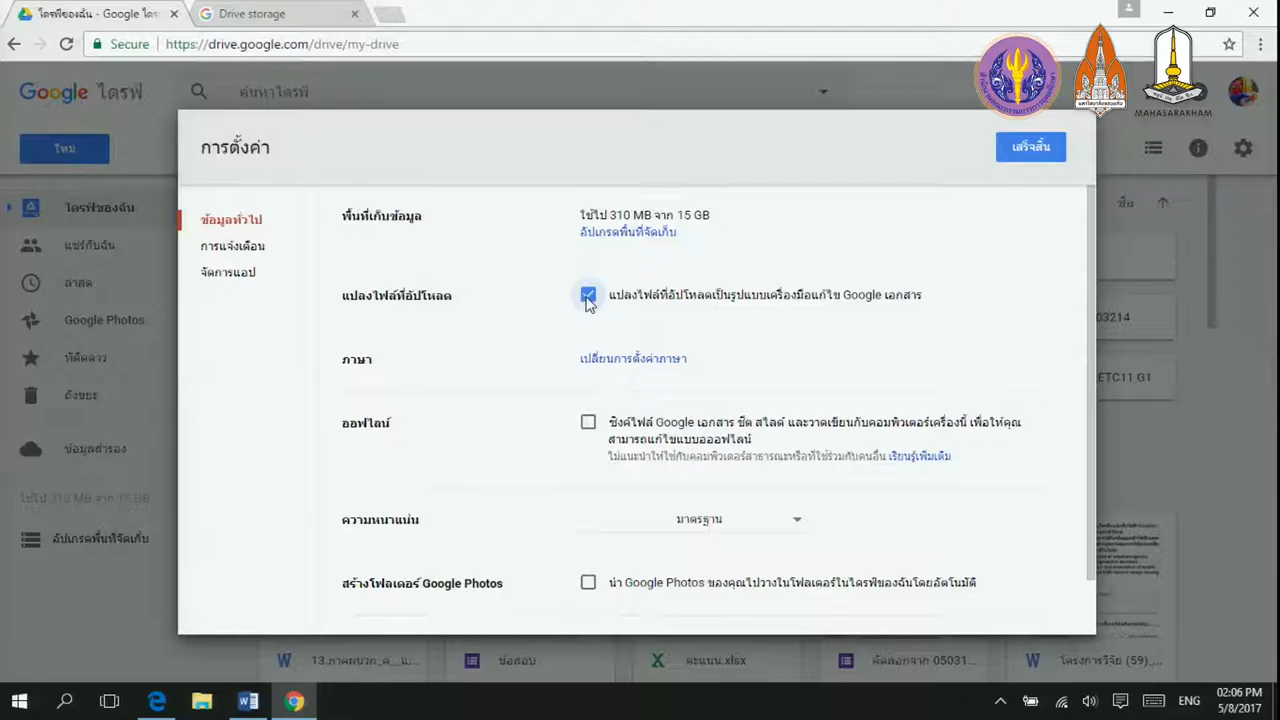 ไดรฟ์ของฉัน - Google ไดร
Drive storage
Secure
https://drive.google.com/drive/my-drive
Google ไดรฟ์
ค้นหาไดรฟ์
MAHASARAKHAM
ใหม่
การตั้งค่า
เสร็จสิ้น
ไดรฟ์ของฉัน
แชร์กับฉัน
ล่าสุด
Google Photos
ที่ติดดาว
ถังขยะ
ข้อมูลสำรอง
ใช้ไป 310 MB จาก 15 GB
อัปเกรดพื้นที่จัดเก็บ
ข้อมูลทั่วไป
การแจ้งเตือน
จัดการแอป
พื้นที่เก็บข้อมูล
ใช้ไป 310 MB จาก 15 GB
อัปเกรดพื้นที่จัดเก็บ
แปลงไฟล์ที่อัปโหลด
แปลงไฟล์ที่อัปโหลดเป็นรูปแบบเครื่องมือแก้ไข Google เอกสาร
ภาษา
เปลี่ยนการตั้งค่าภาษา
ออฟไลน์
ซิงค์ไฟล์ Google เอกสาร ชีต สไลด์ และวาดเขียนกับคอมพิวเตอร์เครื่องนี้ เพื่อให้คุณ
สามารถแก้ไขแบบออฟไลน์
ไม่แนะนำให้ใช้กับคอมพิวเตอร์สาธารณะหรือที่ใช้ร่วมกับคนอื่น เรียนรู้เพิ่มเติม
ความหนาแน่น
มาตรฐาน
สร้างโฟลเดอร์ Google Photos
นำ Google Photos ของคุณไปวางในโฟลเดอร์ในไดรฟ์ของฉันโดยอัตโนมัติ
ชื่อ
03214
ETC11 G1
13.ภาคผนวก_ค_
ข้อสอบ
คะแนน.xlsx
คัดลอกจาก 05031...
โครงการวิจัย (59)_...
ENG
02:06 PM
5/8/2017